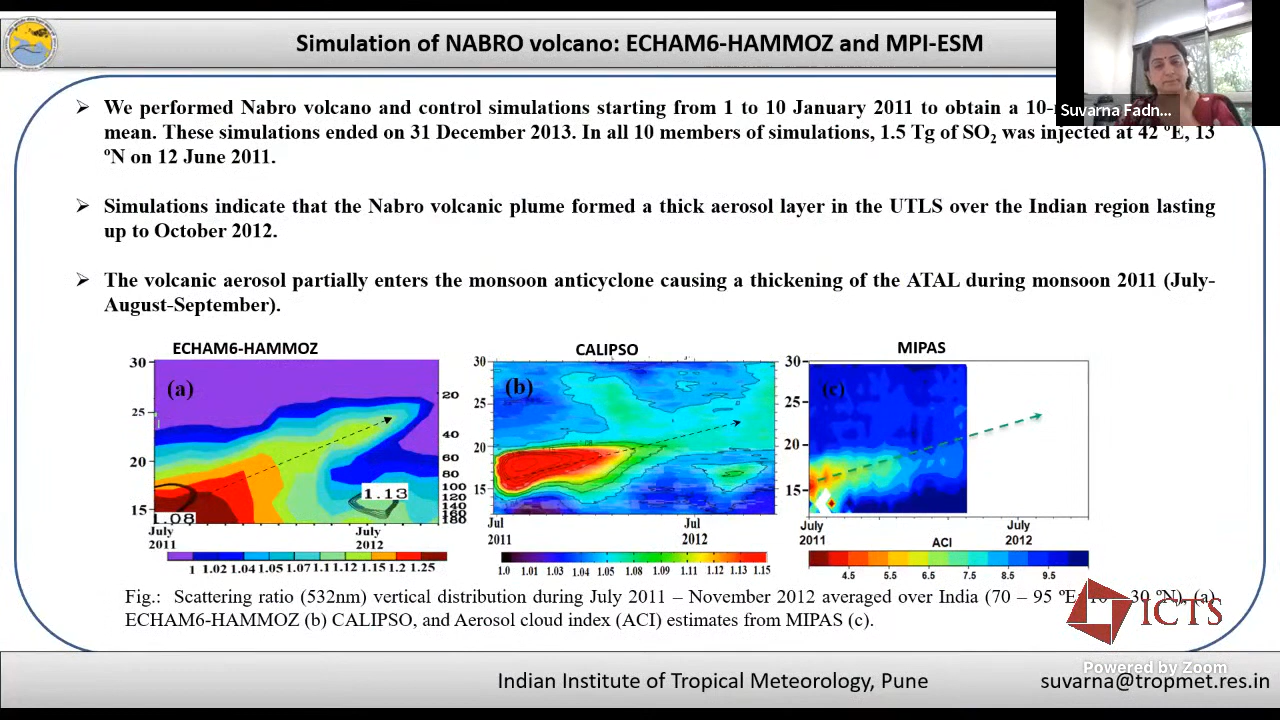 Simulation of NABRO volcano: ECHAM6-HAMMOZ and MPI-ESM
Suvarna Fadn...
➢ We performed Nabro volcano and control simulations starting from 1 to 10 January 2011 to obtain a 10-
mean. These simulations ended on 31 December 2013. In all 10 members of simulations, 1.5 Tg of SO2 was injected at 42 ºE, 13
ºN on 12 June 2011.
➢ Simulations indicate that the Nabro volcanic plume formed a thick aerosol layer in the UTLS over the Indian region lasting
up to October 2012.
➢ The volcanic aerosol partially enters the monsoon anticyclone causing a thickening of the ATAL during monsoon 2011 (July-
August-September).
ECHAM6-HAMMOZ
30
25
20
15
(a)
20
40
60
80
100
120
140
160
180
1.08
1.13
July
2011
July
2012
1 1.02 1.04 1.05 1.07 1.1 1.12 1.15 1.2 1.25
CALIPSO
30
25
20
15
(b)
Jul
2011
Jul
2012
1.0 1.01 1.03 1.04 1.05 1.08 1.09 1.11 1.12 1.13 1.15
MIPAS
30
25
20
15
(c)
July
2011
July
2012
ACI
4.5 5.5 6.5 7.5 8.5 9.5
Fig.: Scattering ratio (532nm) vertical distribution during July 2011 – November 2012 averaged over India (70 – 95 ºE; 30 ºN), (a)
ECHAM6-HAMMOZ (b) CALIPSO, and Aerosol cloud index (ACI) estimates from MIPAS (c).
ICTS
Powered by Zoom
Indian Institute of Tropical Meteorology, Pune
suvarna@tropmet.res.in